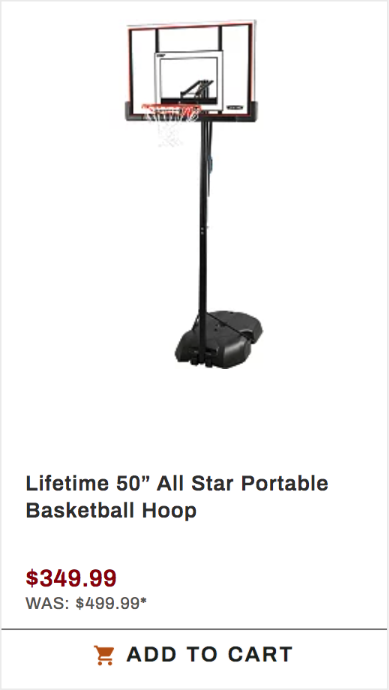 Lifetime 50” All Star Portable
Basketball Hoop
$349.99
WAS: $499.99*
ADD TO CART